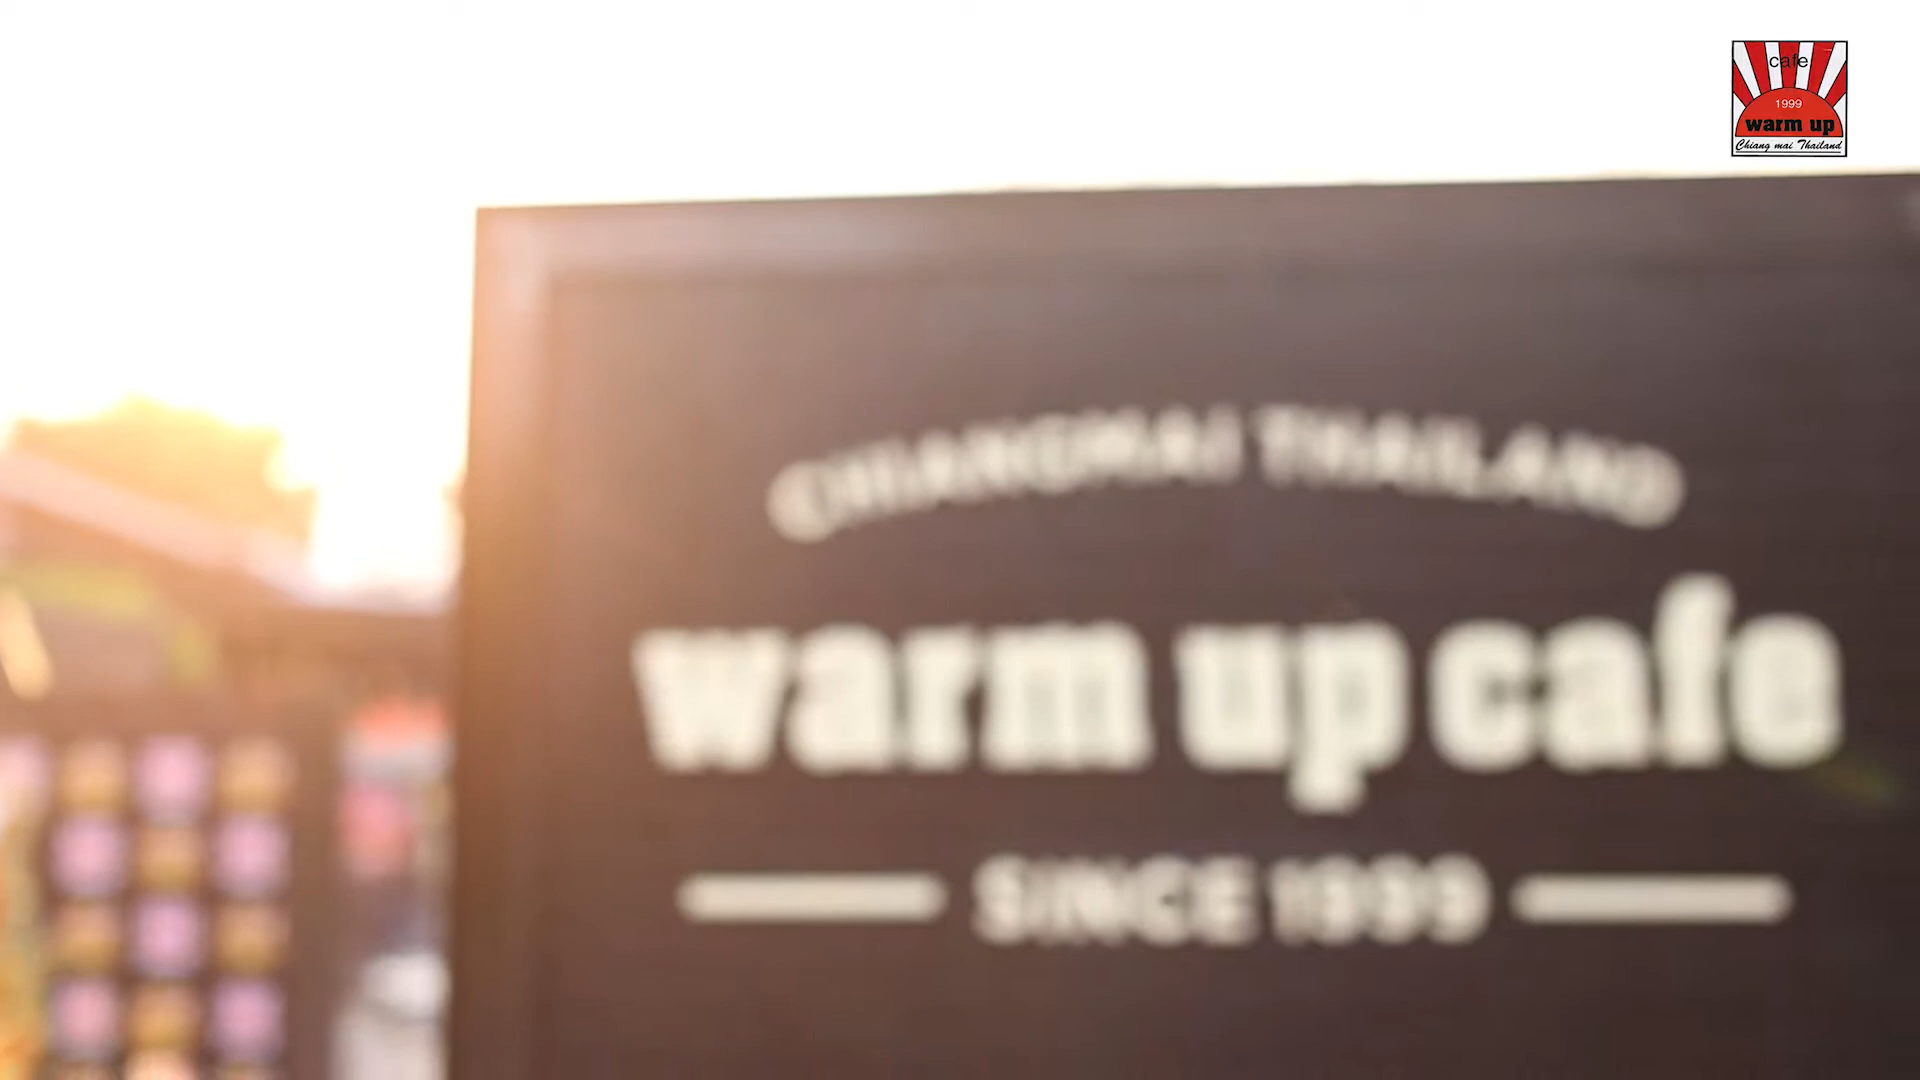 cafe
1999
warm up
Chiang mai Thailand
CHIANGMAI THAILAND
warm up cafe
SINCE 1999